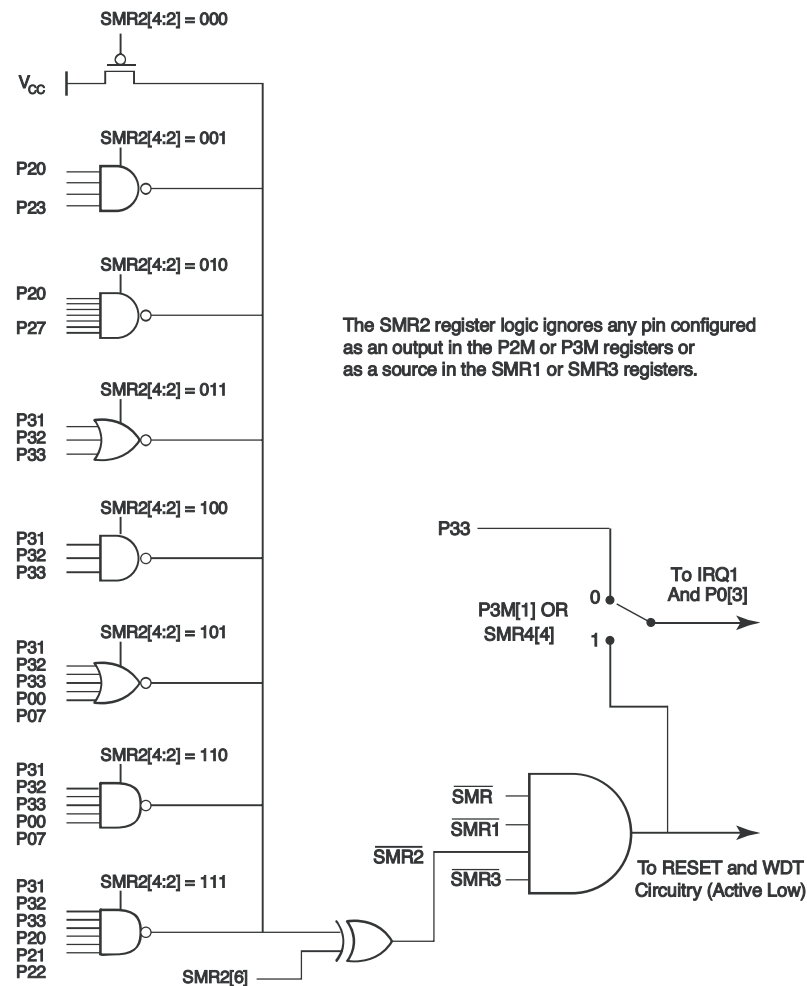 SMR2[4:2] = 000
VCC
SMR2[4:2] = 001
P20
P23
SMR2[4:2] = 010
P20
P27
The SMR2 register logic ignores any pin configured
as an output in the P2M or P3M registers or
as a source in the SMR1 or SMR3 registers.
SMR2[4:2] = 011
P31
P32
P33
SMR2[4:2] = 100
P31
P32
P33
P33
To IRQ1
And P0[3]
0
P3M[1] OR
SMR4[4]
1
SMR2[4:2] = 101
P31
P32
P33
P00
P07
SMR2[4:2] = 110
P31
P32
P33
P00
P07
SMR
SMR1
SMR2
SMR3
To RESET and WDT
Circuitry (Active Low)
SMR2[4:2] = 111
P31
P32
P33
P20
P21
P22
SMR2[6]